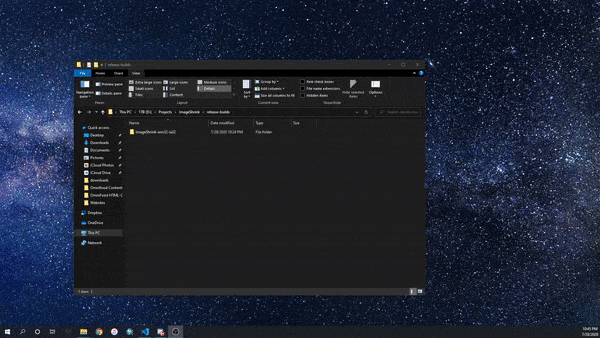 release-builds
File Home Share View
Navigation pane Preview pane Details pane
Extra large icons Large icons Medium icons
Small icons List Details
Tiles Content
Sort by Group by Add columns Size all columns to fit
Item check boxes
File name extensions
Hidden items
Hide selected items Options
Panes Layout Current view Show/hide
This PC 1TB (D:) Projects ImageShrink release-builds
Name Date modified Type Size
ImageShrink-win32-ia32 7/28/2020 10:24 PM File folder
Quick access
Desktop
Downloads
Documents
Pictures
iCloud Photos
iCloud Drive
downloads
Omnifood Content
Omnifood-HTML-C
Websites
Dropbox
OneDrive
This PC
Network
1 item
10:45 PM
7/28/2020